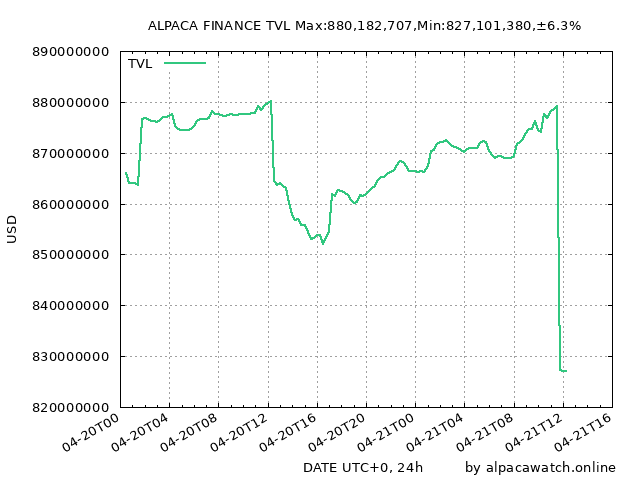 ALPACA FINANCE TVL Max:880,182,707,Min:827,101,380,±6.3%
TVL
USD
890000000
880000000
870000000
860000000
850000000
840000000
830000000
820000000
04-20T00
04-20T04
04-20T08
04-20T12
04-20T16
04-20T20
04-21T00
04-21T04
04-21T08
04-21T12
04-21T16
DATE UTC+0, 24h
by alpacawatch.online